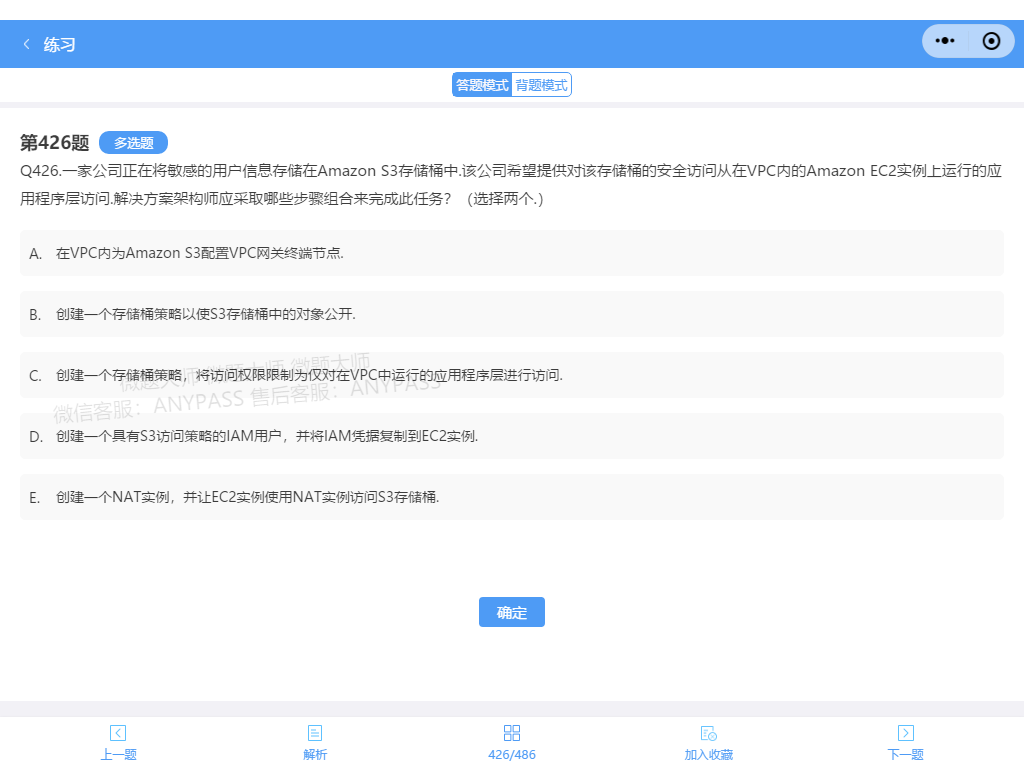 练习
答题模式 背题模式
第426题 多选题
Q426.一家公司正在将敏感的用户信息存储在Amazon S3存储桶中.该公司希望提供对该存储桶的安全访问从在VPC内的Amazon EC2实例上运行的应
用程序层访问.解决方案架构师应采取哪些步骤组合来完成此任务？（选择两个.）
A. 在VPC内为Amazon S3配置VPC网关终端节点.
B. 创建一个存储桶策略以使S3存储桶中的对象公开.
微题大师 微题大师 微题大师
C. 创建一个存储桶策略，将访问权限限制为仅对在VPC中运行的应用程序层进行访问.
微信客服：ANYPASS 售后客服：ANYPASS
D. 创建一个具有S3访问策略的IAM用户，并将IAM凭据复制到EC2实例.
E. 创建一个NAT实例，并让EC2实例使用NAT实例访问S3存储桶.
确定
上一题 解析 426/486 加入收藏 下一题